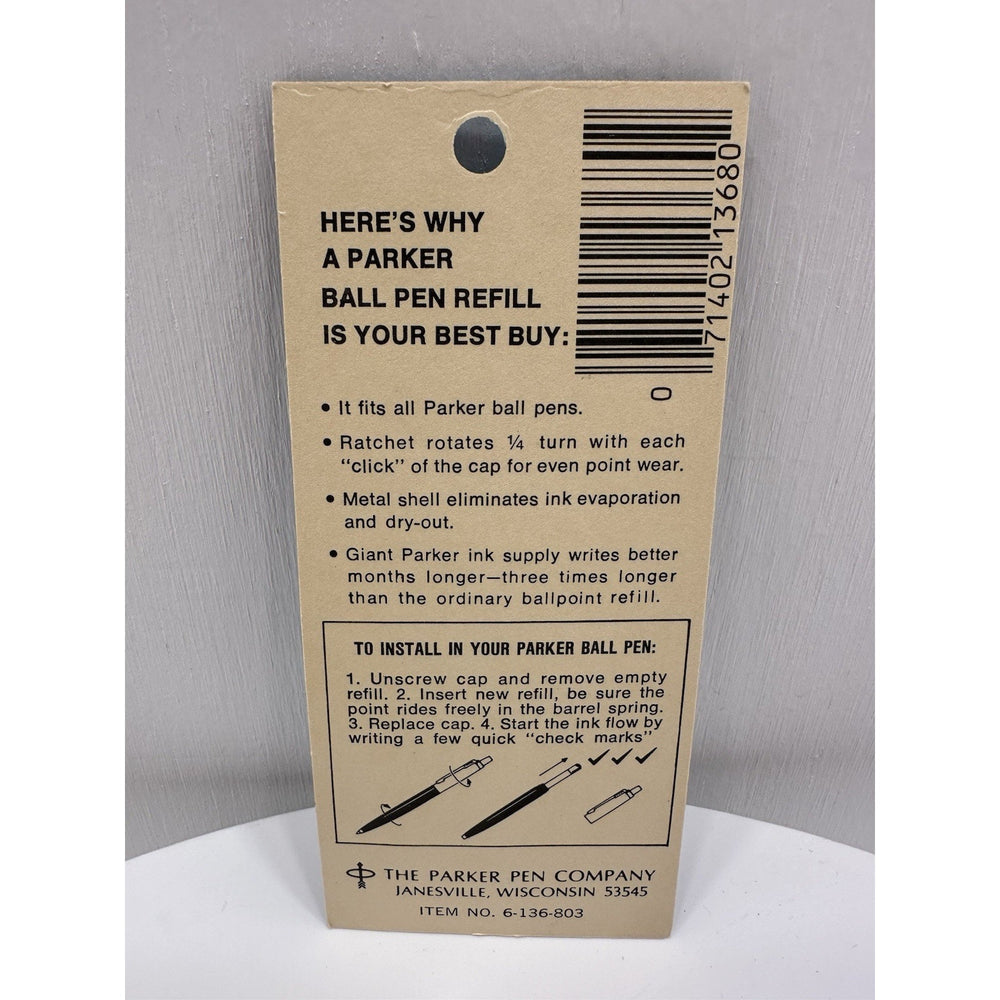 HERE'S WHY
A PARKER
BALL PEN REFILL
IS YOUR BEST BUY:
0 71402 13680
• It fits all Parker ball pens.
• Ratchet rotates ¼ turn with each
"click" of the cap for even point wear.
• Metal shell eliminates ink evaporation
and dry-out.
• Giant Parker ink supply writes better
months longer—three times longer
than the ordinary ballpoint refill.
TO INSTALL IN YOUR PARKER BALL PEN:
1. Unscrew cap and remove empty
refill. 2. Insert new refill, be sure the
point rides freely in the barrel spring.
3. Replace cap. 4. Start the ink flow by
writing a few quick "check marks"
THE PARKER PEN COMPANY
JANESVILLE, WISCONSIN 53545
ITEM NO. 6-136-803